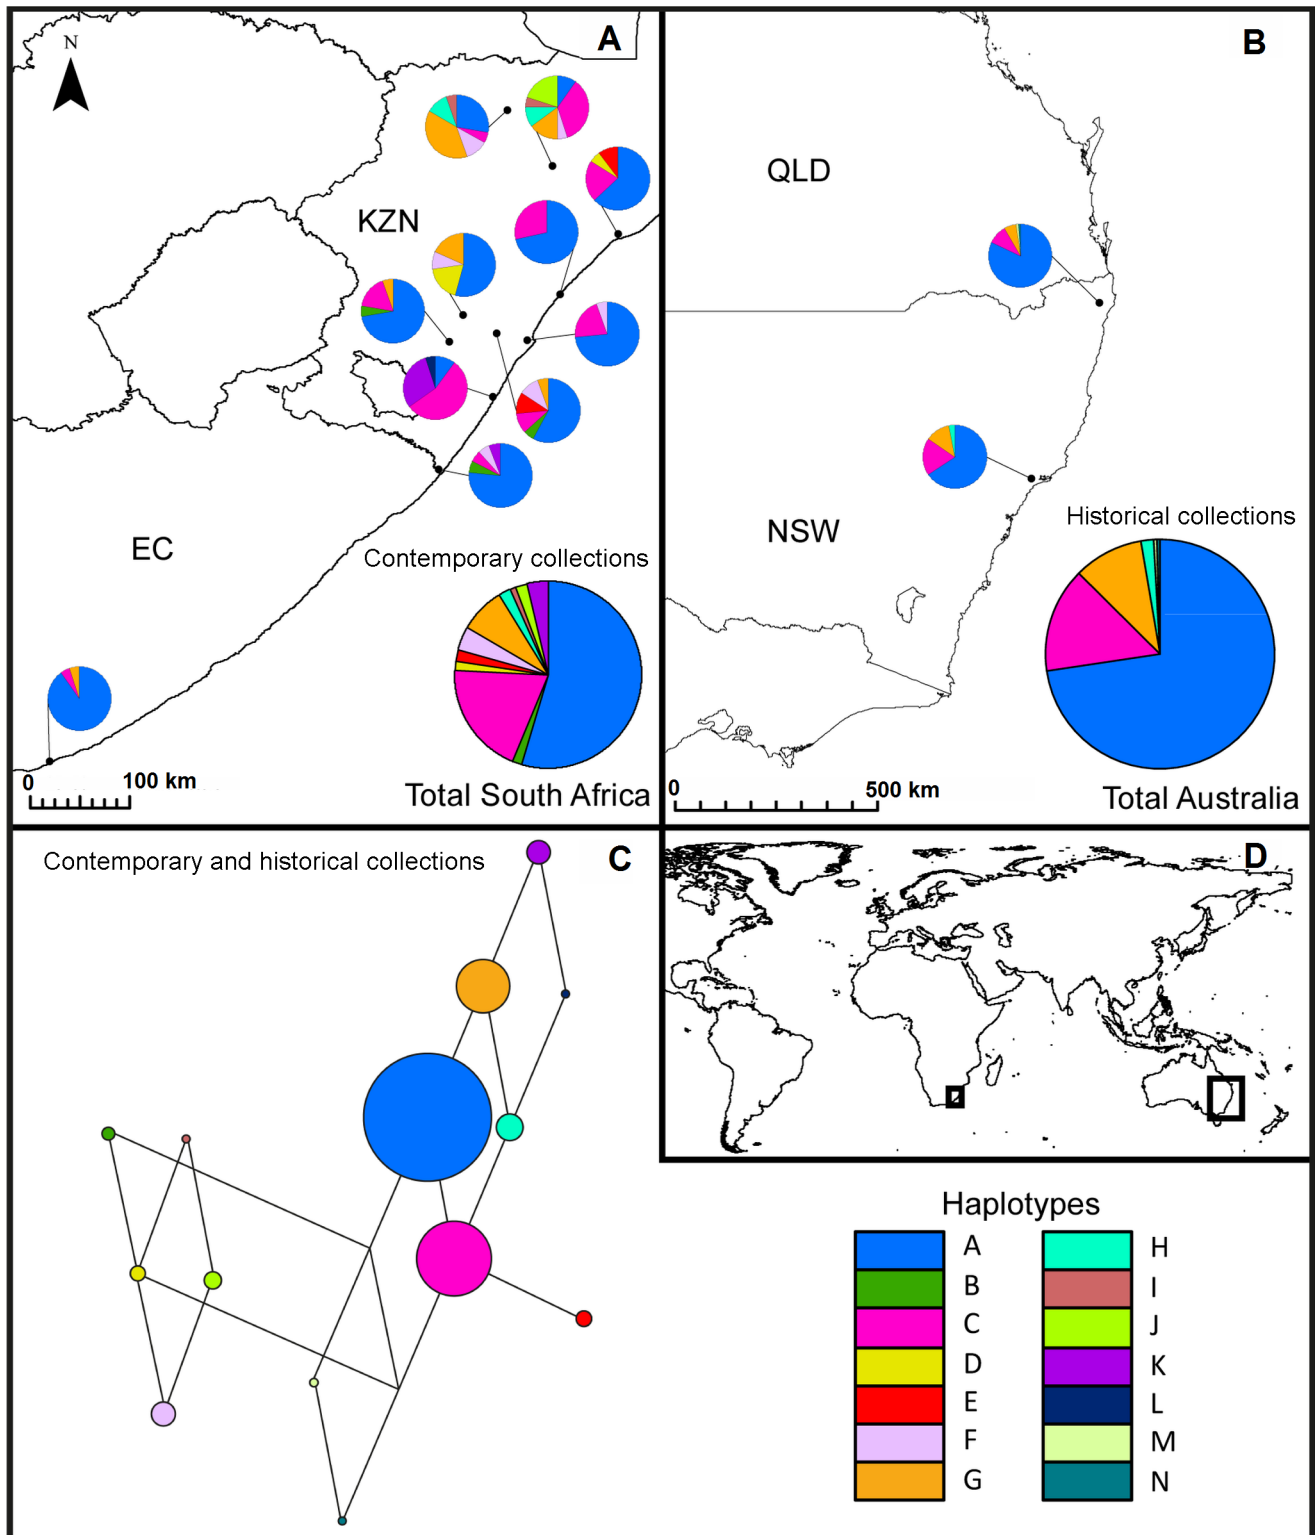 A
N
KZN
EC
Contemporary collections
0
100 km
Total South Africa
B
QLD
NSW
Historical collections
0
500 km
Total Australia
Contemporary and historical collections
C
D
Haplotypes
A
B
C
D
E
F
G
H
I
J
K
L
M
N